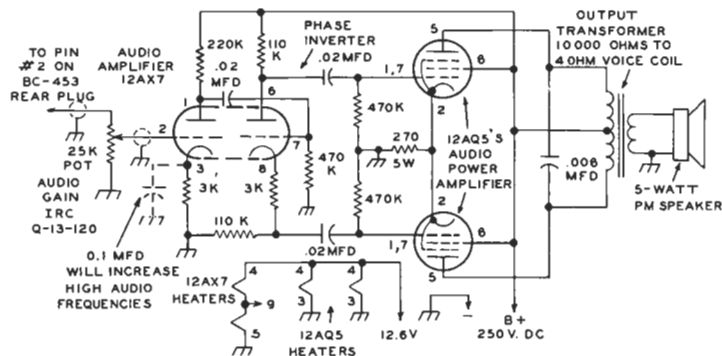 TO PIN
#2 ON
BC-453
REAR PLUG
AUDIO
AMPLIFIER
12AX7
220K
110
K
PHASE
INVERTER
.02MFD
.02
MFD
1
6
2
7
3
8
25K
POT
AUDIO
GAIN
IRC
Q-13-120
3K
3K
470
K
110 K
.02MFD
0.1 MFD
WILL INCREASE
HIGH AUDIO
FREQUENCIES
470K
270
5W
470K
5
1,7
6
2
12AQ5'S
AUDIO
POWER
AMPLIFIER
2
1,7
6
5
OUTPUT
TRANSFORMER
10000 OHMS TO
4 OHM VOICE COIL
.006
MFD
5-WATT
PM SPEAKER
12AX7
HEATERS
4
9
5
4
3
4
3
12AQ5
HEATERS
12.6V
–
B+
250 V. DC